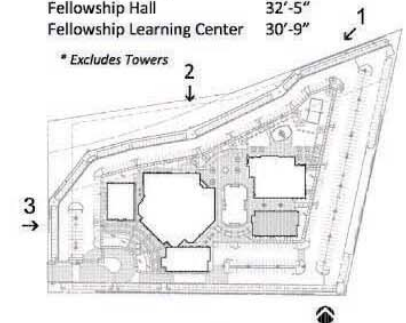 Fellowship Hall 32'-5"
Fellowship Learning Center 30'-9"
* Excludes Towers
1
2
3